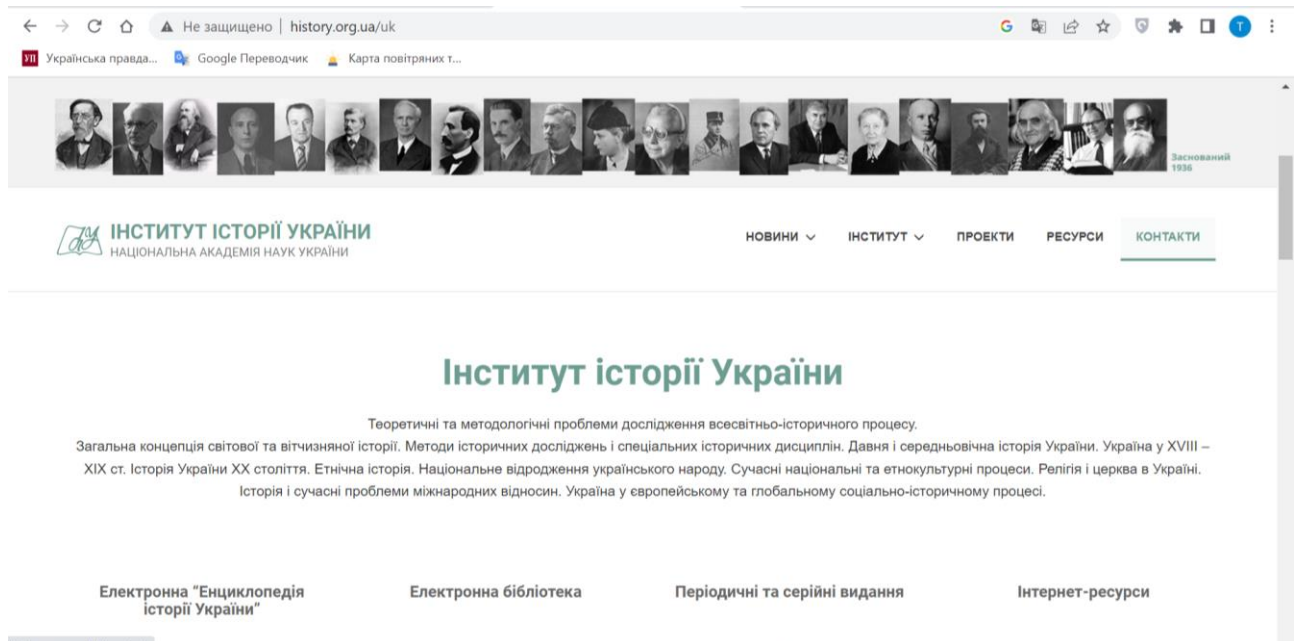 Не защищено | history.org.ua/uk
Українська правда... Google Переводчик Карта повітряних т...
Заснований
1936
ІНСТИТУТ ІСТОРІЇ УКРАЇНИ
НАЦІОНАЛЬНА АКАДЕМІЯ НАУК УКРАЇНИ
НОВИНИ ІНСТИТУТ ПРОЕКТИ РЕСУРСИ КОНТАКТИ
Інститут історії України
Теоретичні та методологічні проблеми дослідження всесвітньо-історичного процесу.
Загальна концепція світової та вітчизняної історії. Методи історичних досліджень і спеціальних історичних дисциплін. Давня і середньовічна історія України. Україна у XVIII –
XIX ст. Історія України XX століття. Етнічна історія. Національне відродження українського народу. Сучасні національні та етнокультурні процеси. Релігія і церква в Україні.
Історія і сучасні проблеми міжнародних відносин. Україна у європейському та глобальному соціально-історичному процесі.
Електронна “Енциклопедія Електронна бібліотека Періодичні та серійні видання Інтернет-ресурси
історії України”